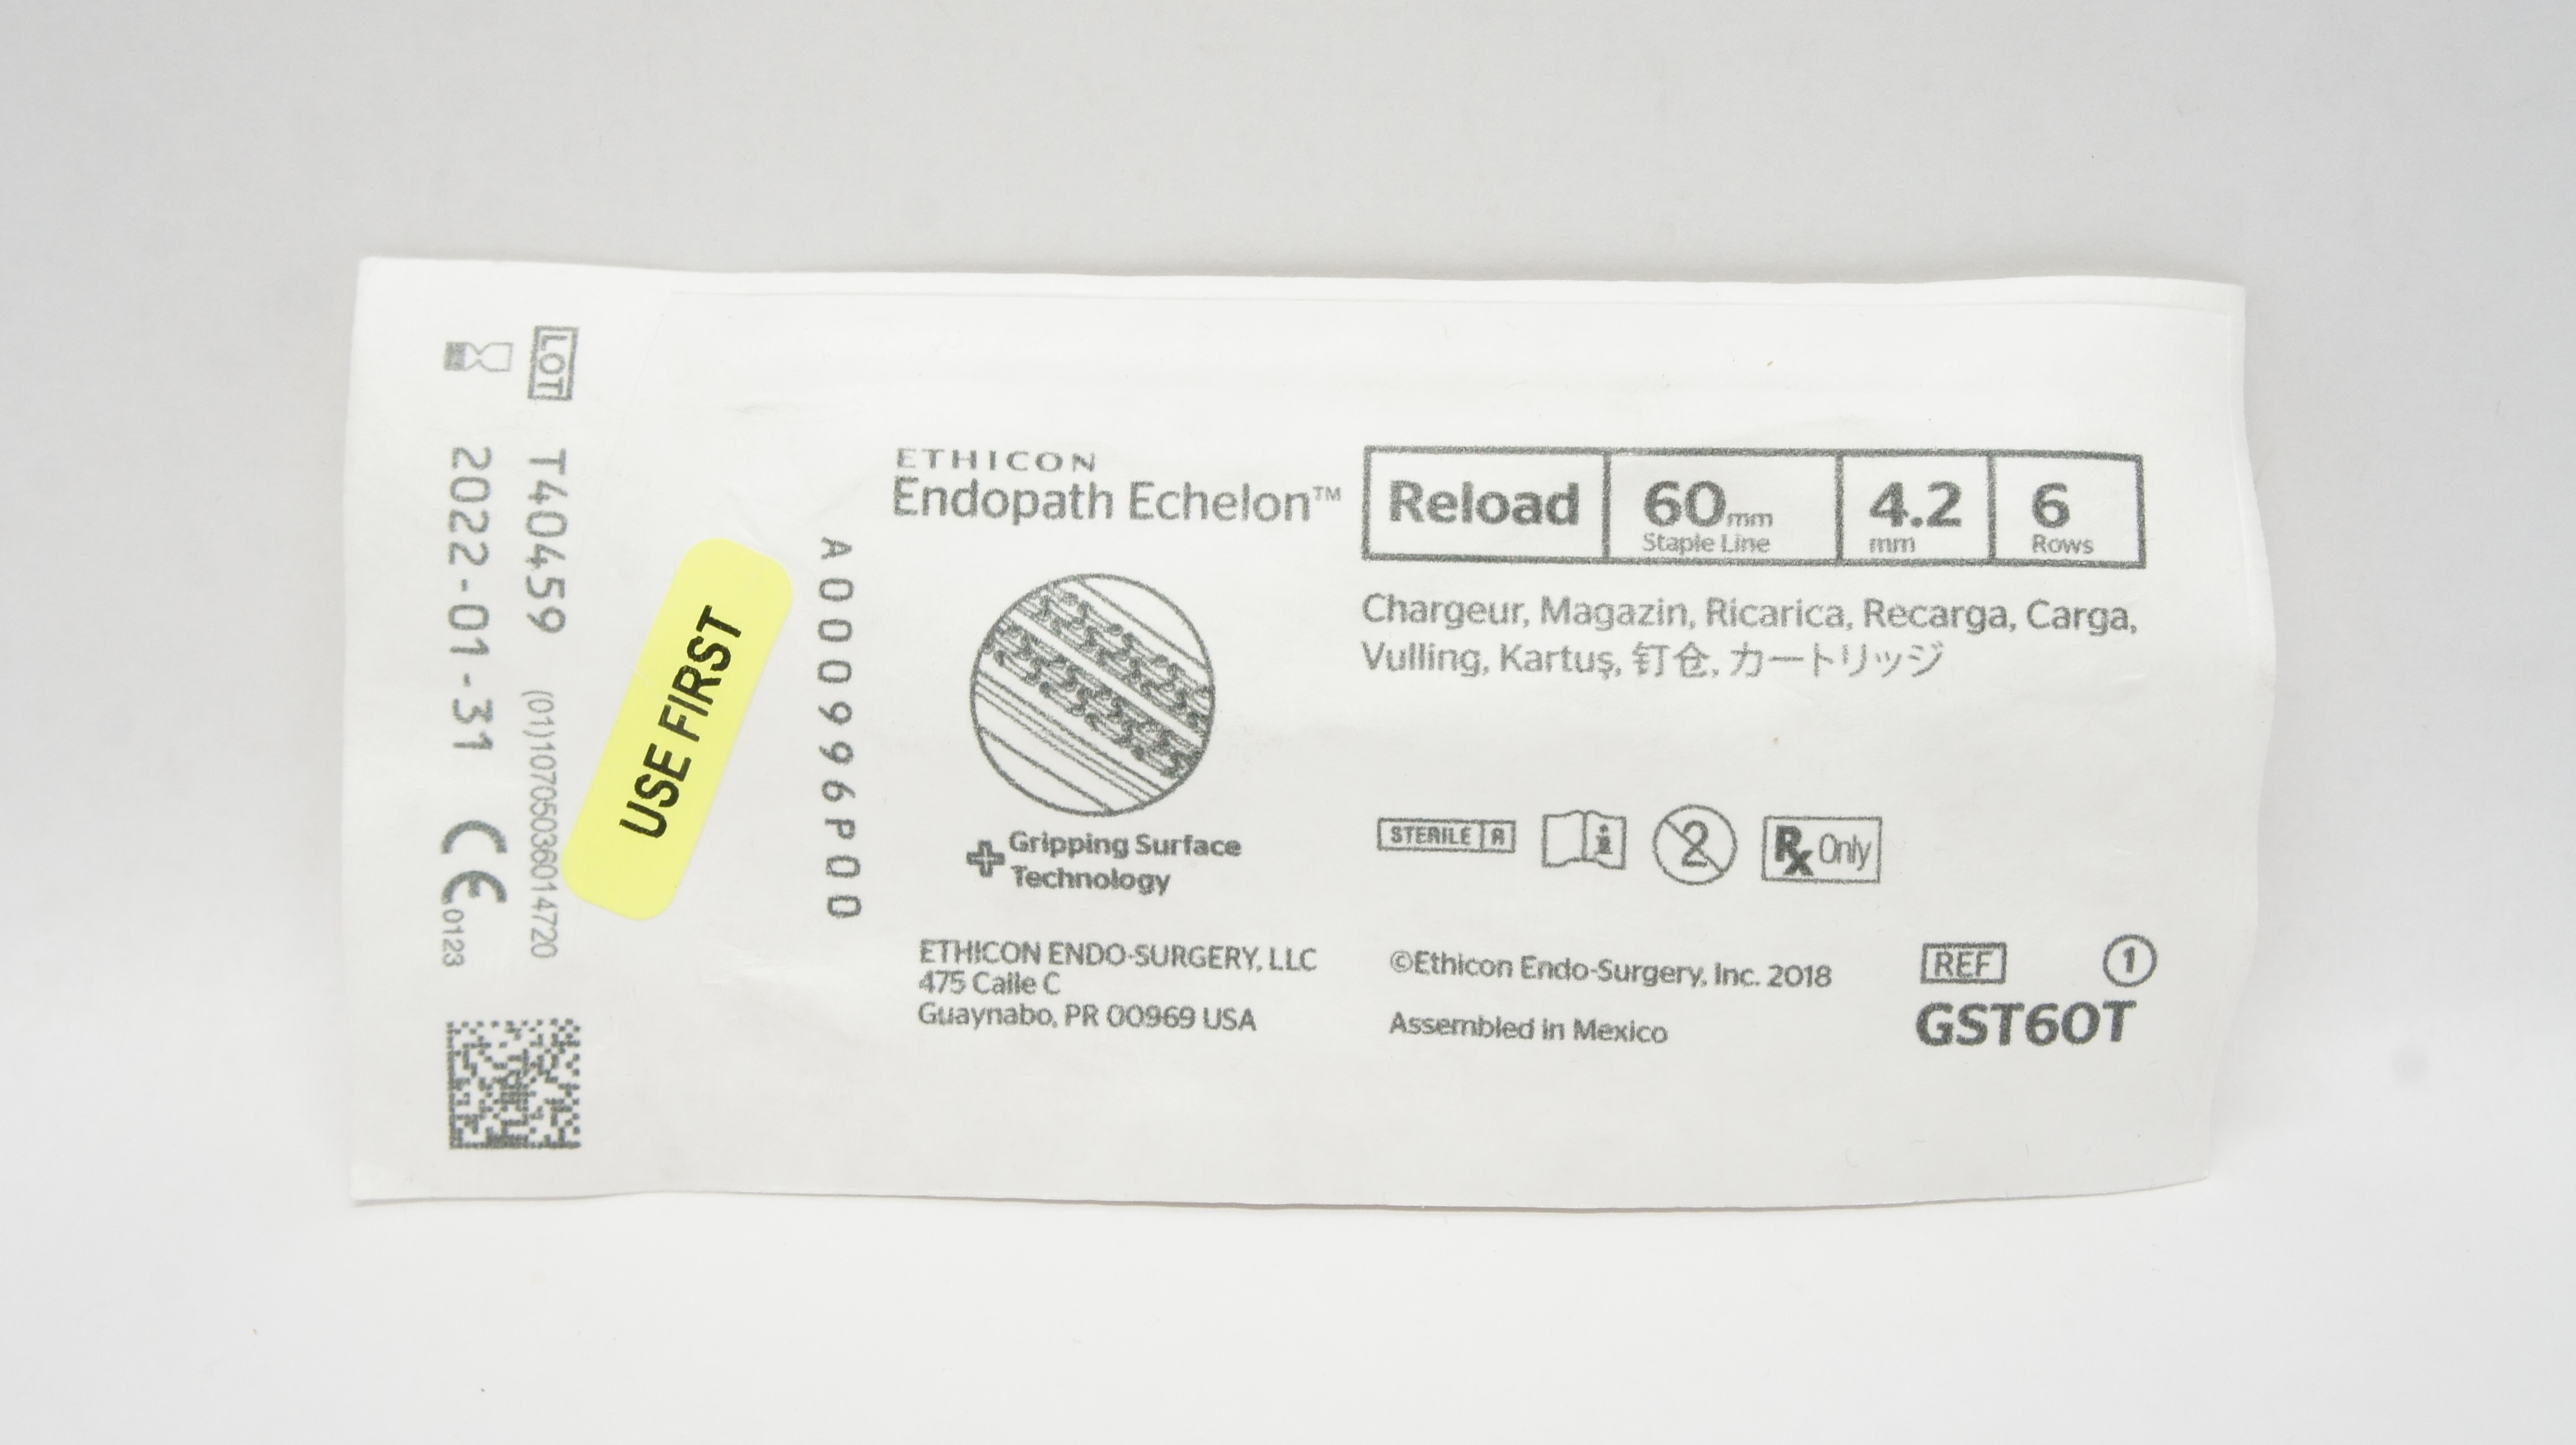 LOT T40459 (01)10705036014720
2022-01-31 CE 0123
USE FIRST
A000996P00
ETHICON
Endopath Echelon™
Reload
60mm
Staple Line
4.2
mm
6
Rows
Chargeur, Magazin, Ricarica, Recarga, Carga,
Vulling, Kartuş, 钉仓, カートリッジ
Gripping Surface
Technology
STERILE R
2
Rx Only
ETHICON ENDO-SURGERY, LLC
475 Calle C
Guaynabo, PR 00969 USA
©Ethicon Endo-Surgery, Inc. 2018
Assembled in Mexico
REF 1
GST60T